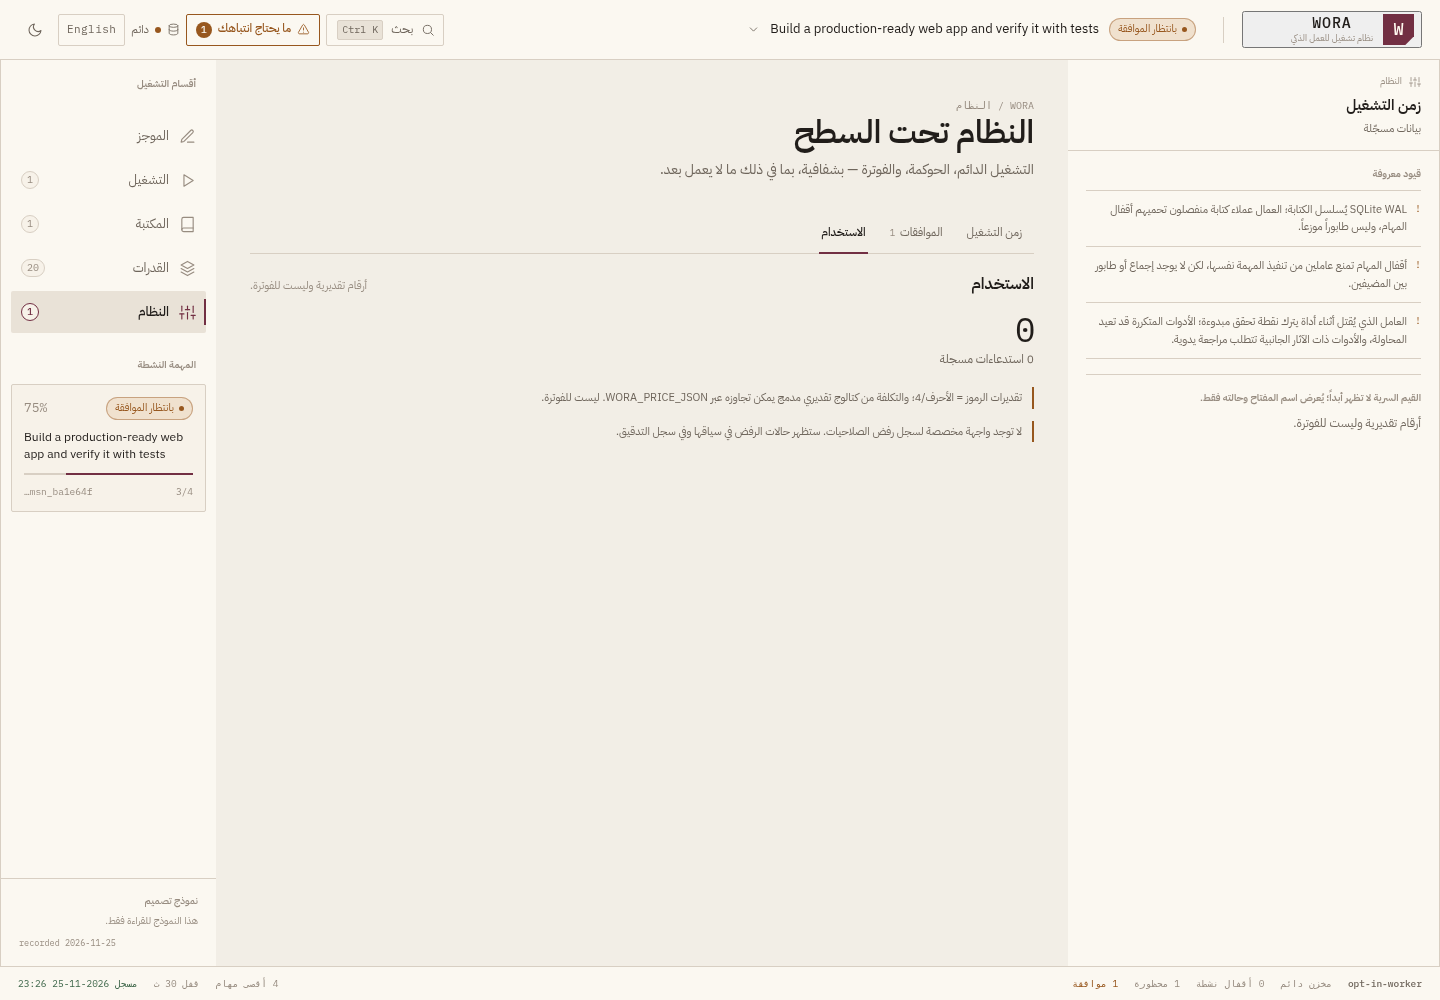 W
WORA
نظام تشغيل للعمل الذكي
بانتظار الموافقة
Build a production-ready web app and verify it with tests
بحث
Ctrl K
ما يحتاج انتباهك
1
دائم
English
النظام
زمن التشغيل
بيانات مسجّلة
قيود معروفة
! SQLite WAL يُسلسل الكتابة؛ العمال عملاء كتابة منفصلون تحميهم أقفال
المهام، وليس طابوراً موزعاً.
! أقفال المهام تمنع عاملين من تنفيذ المهمة نفسها، لكن لا يوجد إجماع أو طابور
بين المضيفين.
! العامل الذي يُقتل أثناء أداة يترك نقطة تحقق مبدوءة؛ الأدوات المتكررة قد تعيد
المحاولة، والأدوات ذات الآثار الجانبية تتطلب مراجعة يدوية.
القيم السرية لا تظهر أبداً؛ يُعرض اسم المفتاح وحالته فقط.
أرقام تقديرية وليست للفوترة.
WORA / النظام
النظام تحت السطح
التشغيل الدائم، الحوكمة، والفوترة — بشفافية، بما في ذلك ما لا يعمل بعد.
زمن التشغيل
الموافقات 1
الاستخدام
الاستخدام
أرقام تقديرية وليست للفوترة.
0
0 استدعاءات مسجلة
تقديرات الرموز = الأحرف/4؛ والتكلفة من كتالوج تقديري مدمج يمكن تجاوزه عبر WORA_PRICE_JSON. ليست للفوترة.
لا توجد واجهة مخصصة لسجل رفض الصلاحيات. ستظهر حالات الرفض في سياقها وفي سجل التدقيق.
أقسام التشغيل
الموجز
التشغيل
1
المكتبة
1
القدرات
20
النظام
1
المهمة النشطة
بانتظار الموافقة
75%
Build a production-ready web
app and verify it with tests
3/4
…msn_ba1e64f
نموذج تصميم
هذا النموذج للقراءة فقط.
recorded 2026-11-25
opt-in-worker
مخزن دائم
0 أقفال نشطة
1 محظورة
1 موافقة
4 أقصى مهام
قفل 30 ث
مسجل 2026-11-25 23:26